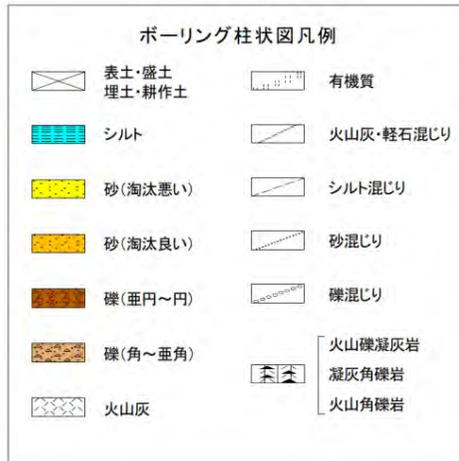 ボーリング柱状図凡例
表土・盛土
埋土・耕作土
シルト
砂(淘汰悪い)
砂(淘汰良い)
礫(亜円～円)
礫(角～亜角)
火山灰
有機質
火山灰・軽石混じり
シルト混じり
砂混じり
礫混じり
火山礫凝灰岩
凝灰角礫岩
火山角礫岩